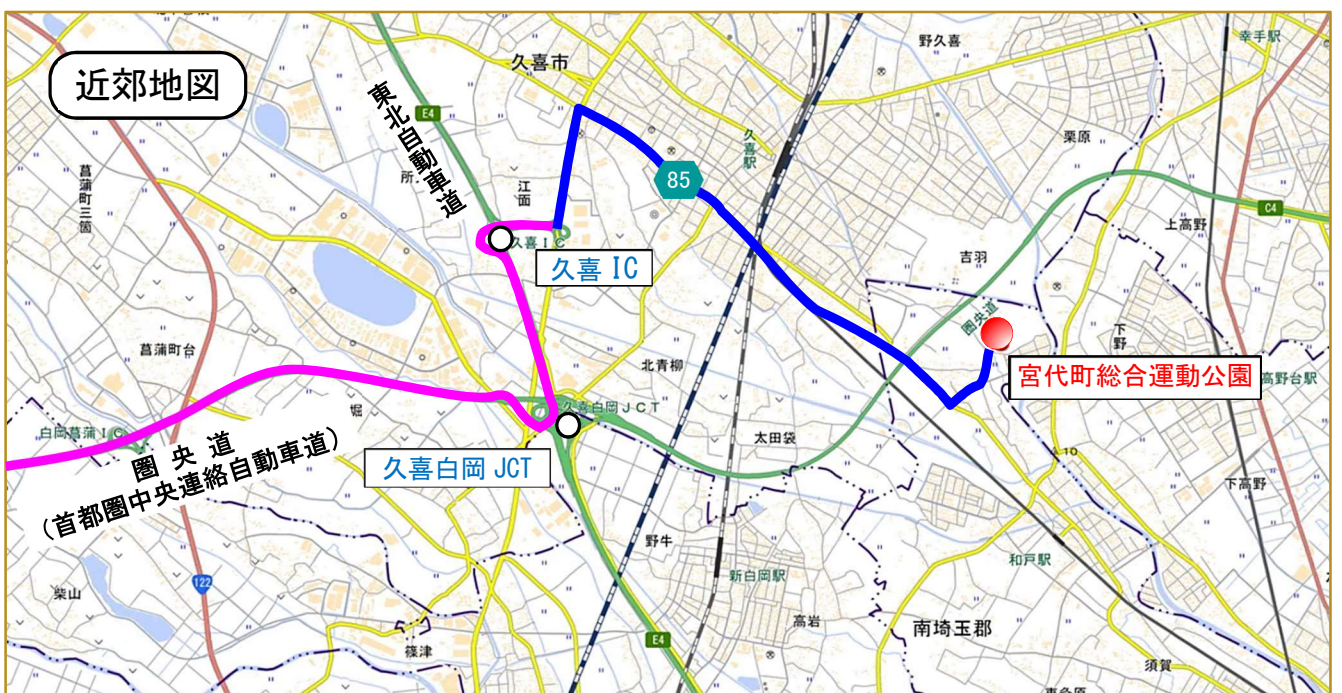 近郊地図
久喜市
野久喜
幸手駅
E4
東北自動車道
栗原
久喜駅
所
江面
85
菖蒲町三箇
C4
上高野
久喜IC
吉羽
久喜 IC
圏央道
下野
菖蒲町台
北青柳
宮代町総合運動公園
高野台駅
久喜白岡JCT
堀
白岡菖蒲IC
太田袋
圏央道
(首都圏中央連絡自動車道)
久喜白岡 JCT
下高野
野牛
和戸駅
新白岡駅
122
柴山
高岩
南埼玉郡
E4
篠津
須賀